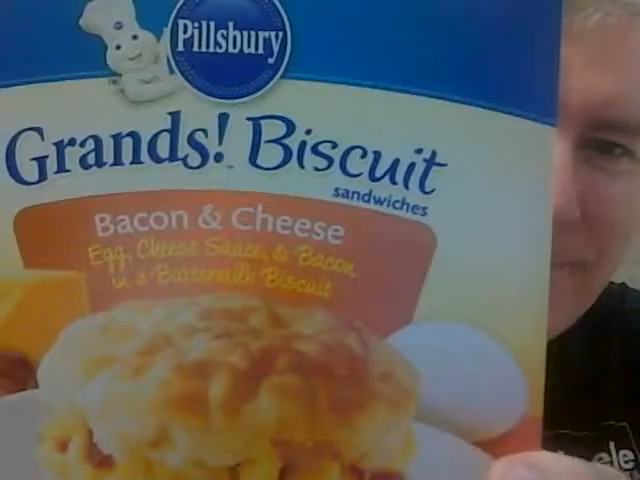 Pillsbury
Grands! Biscuit
sandwiches
Bacon & Cheese
Egg, Cheese Sauce, & Bacon
in a Buttermilk Biscuit